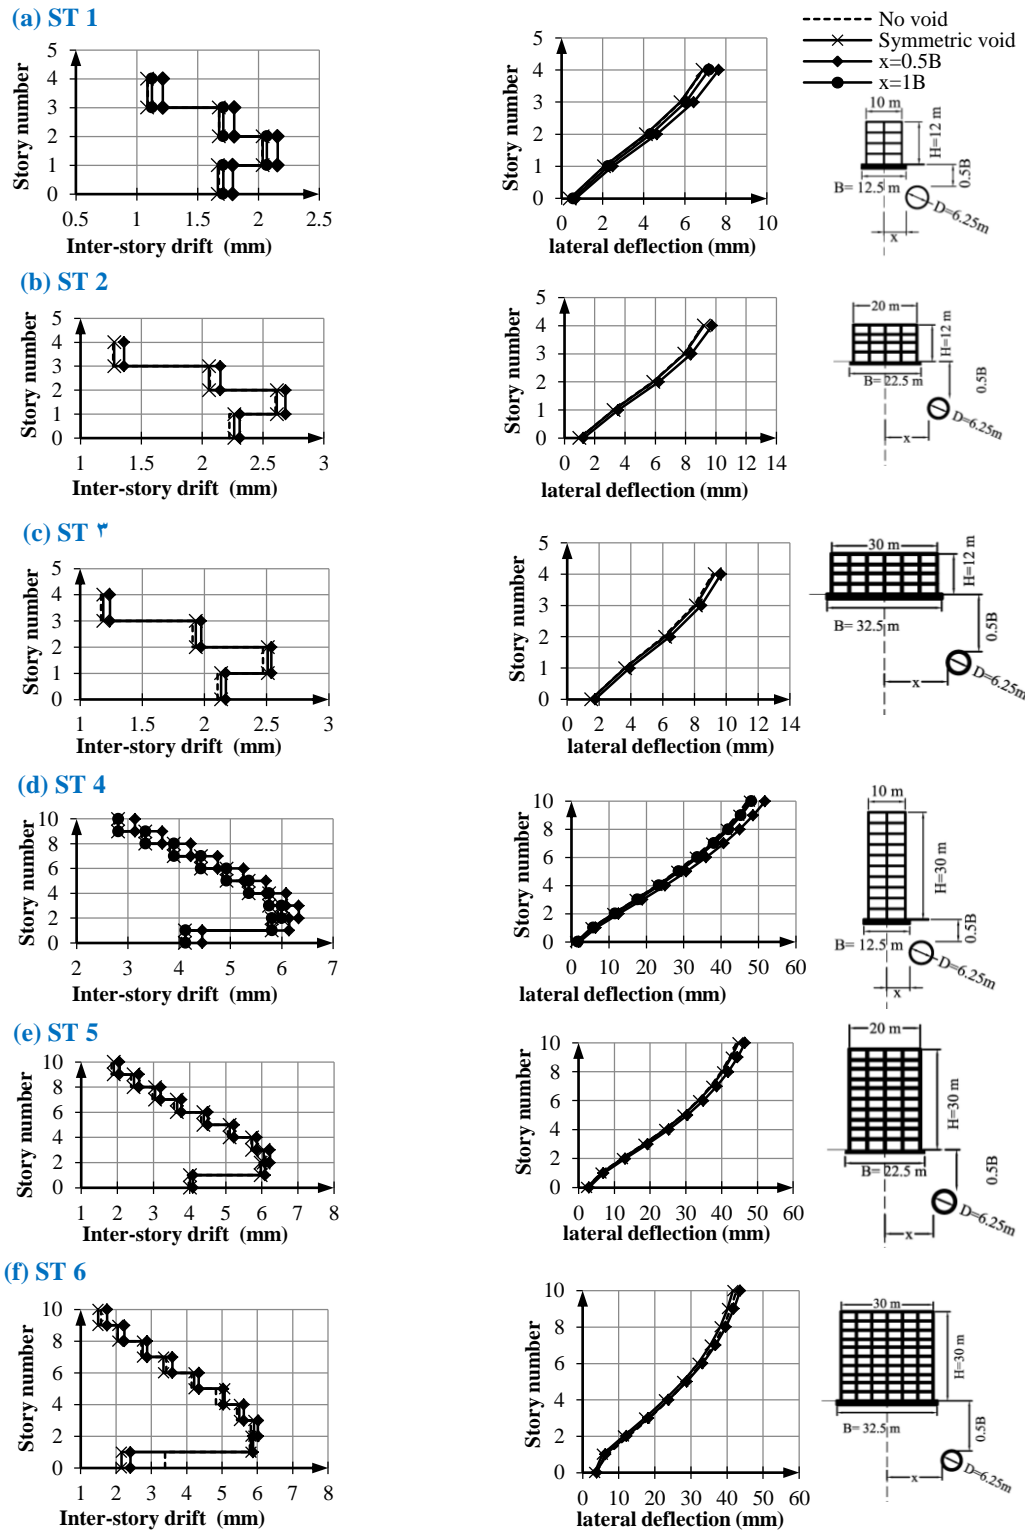 (a) ST 1
No void
Symmetric void
x=0.5B
x=1B
Story number
5
4
3
2
1
0
0.5 1 1.5 2 2.5
Inter-story drift (mm)
Story number
5
4
3
2
1
0
0 2 4 6 8 10
lateral deflection (mm)
10 m
H=12 m
0.5B
B= 12.5 m
D=6.25m
x
(b) ST 2
Story number
5
4
3
2
1
0
1 1.5 2 2.5 3
Inter-story drift (mm)
Story number
5
4
3
2
1
0
0 2 4 6 8 10 12 14
lateral deflection (mm)
20 m
H=12 m
B= 22.5 m
0.5B
D=6.25m
x
(c) ST ٣
Story number
5
4
3
2
1
0
1 2 2 3 3
Inter-story drift (mm)
Story number
5
4
3
2
1
0
0 2 4 6 8 10 12 14
lateral deflection (mm)
30 m
H=12 m
B= 32.5 m
0.5B
D=6.25m
x
(d) ST 4
Story number
10
8
6
4
2
0
2 3 4 5 6 7
Inter-story drift (mm)
Story number
10
8
6
4
2
0
0 10 20 30 40 50 60
lateral deflection (mm)
10 m
H=30 m
0.5B
B= 12.5 m
D=6.25m
x
(e) ST 5
Story number
10
8
6
4
2
0
1 2 3 4 5 6 7 8
Inter-story drift (mm)
Story number
10
8
6
4
2
0
0 10 20 30 40 50 60
lateral deflection (mm)
20 m
H=30 m
B= 22.5 m
0.5B
D=6.25m
x
(f) ST 6
Story number
10
8
6
4
2
0
1 2 3 4 5 6 7 8
Inter-story drift (mm)
Story number
10
8
6
4
2
0
0 10 20 30 40 50 60
lateral deflection (mm)
30 m
H=30 m
B= 32.5 m
0.5B
D=6.25m
x